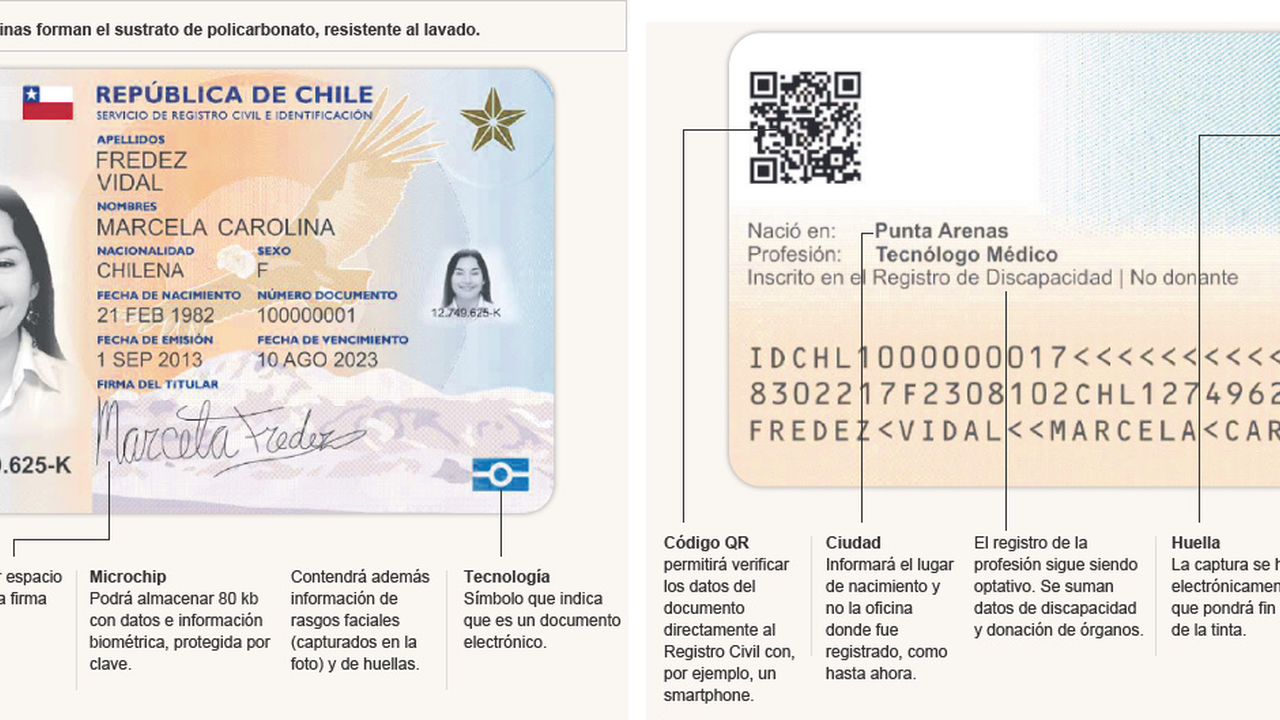 inas forman el sustrato de policarbonato, resistente al lavado.
REPÚBLICA DE CHILE
SERVICIO DE REGISTRO CIVIL E IDENTIFICACIÓN
APELLIDOS
FREDEZ
VIDAL
NOMBRES
MARCELA CAROLINA
NACIONALIDAD SEXO
CHILENA F
FECHA DE NACIMIENTO NÚMERO DOCUMENTO
21 FEB 1982 100000001
FECHA DE EMISIÓN FECHA DE VENCIMIENTO
1 SEP 2013 10 AGO 2023
FIRMA DEL TITULAR
Marcela Fredez
.625-K
12.749.625-K
r espacio
a firma
Microchip
Podrá almacenar 80 kb
con datos e información
biométrica, protegida por
clave.
Contendrá además
información de
rasgos faciales
(capturados en la
foto) y de huellas.
Tecnología
Símbolo que indica
que es un documento
electrónico.
Nació en: Punta Arenas
Profesión: Tecnólogo Médico
Inscrito en el Registro de Discapacidad | No donante
IDCHL1000000017<<<<<<<<<<
8302217F2308102CHL1274962
FREDEZ<VIDAL<<MARCELA<CAR
Código QR
permitirá verificar
los datos del
documento
directamente al
Registro Civil con,
por ejemplo, un
smartphone.
Ciudad
Informará el lugar
de nacimiento y
no la oficina
donde fue
registrado, como
hasta ahora.
El registro de la
profesión sigue siendo
optativo. Se suman
datos de discapacidad
y donación de órganos.
Huella
La captura se h
electrónicamen
que pondrá fin
de la tinta.